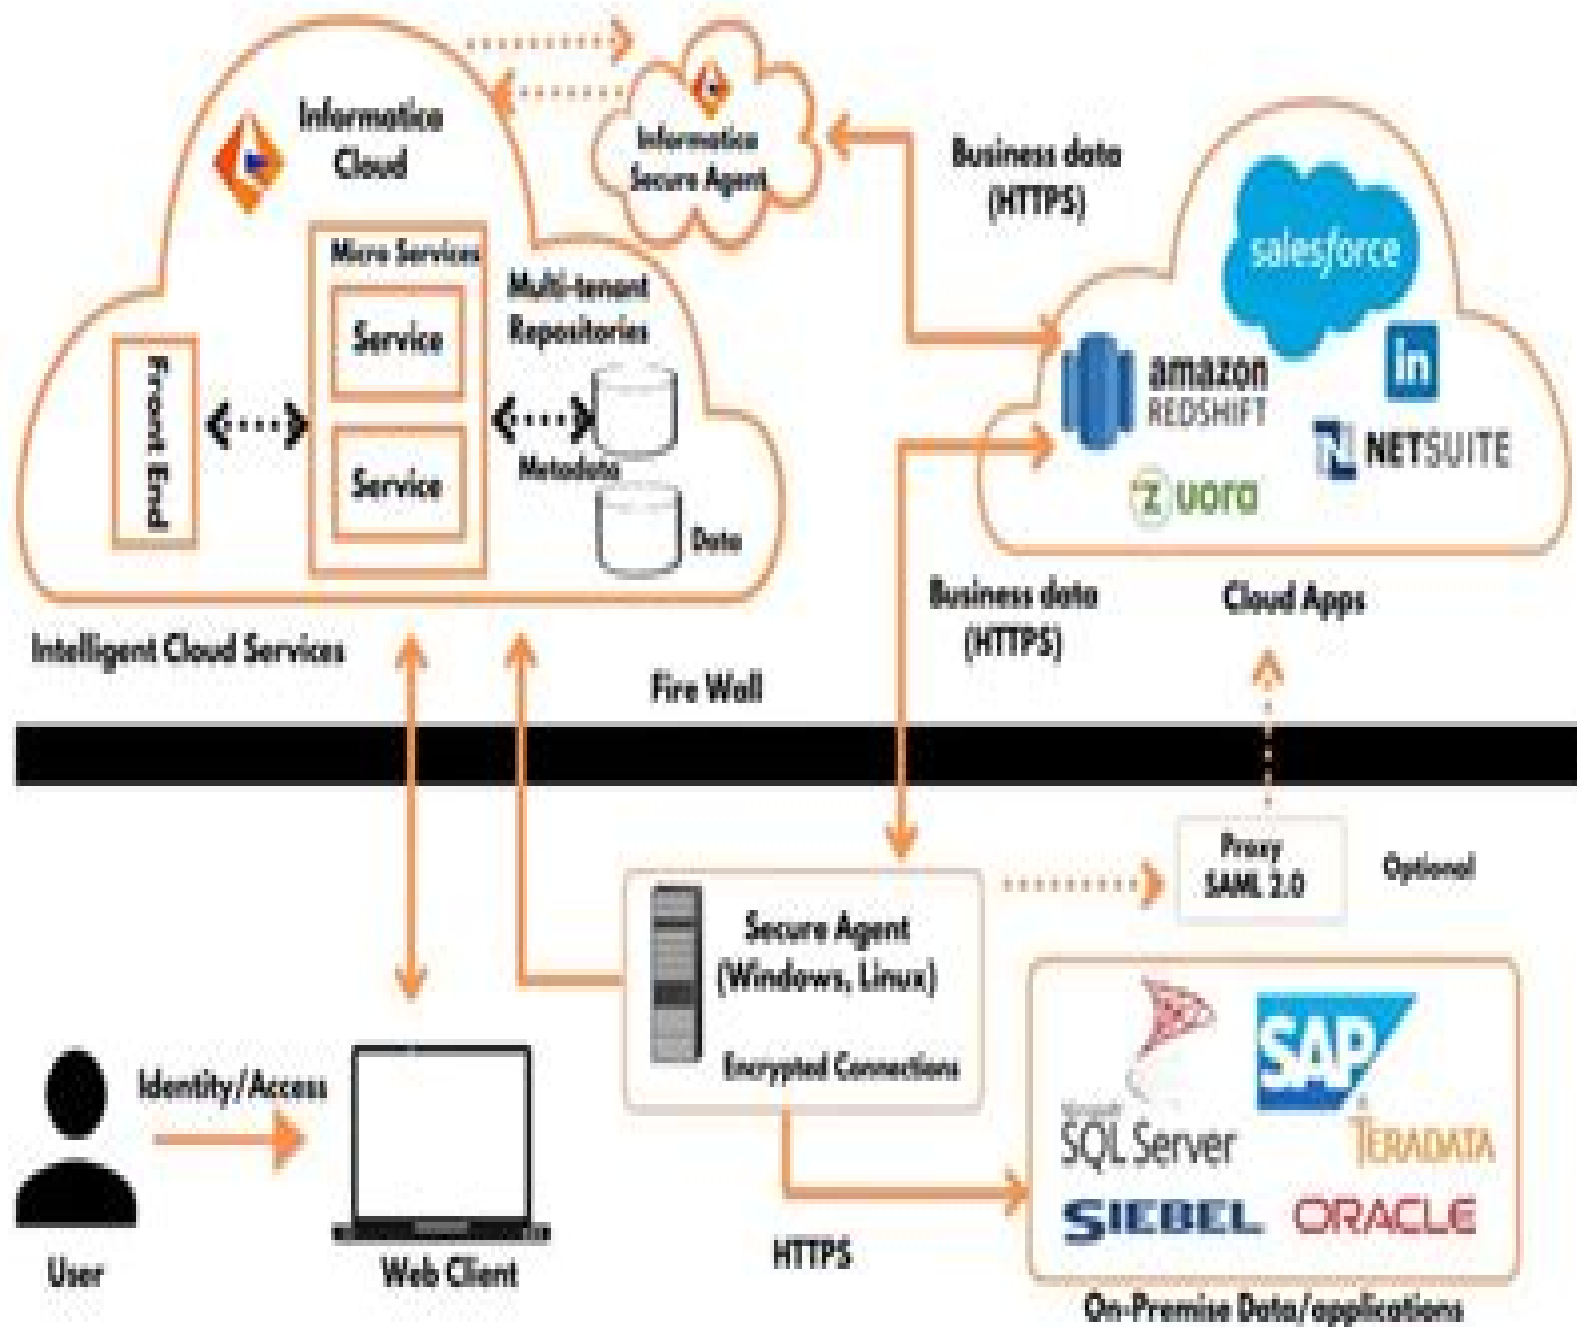 Informatica
Cloud
Informatica
Secure Agent
Business data
(HTTPS)
salesforce
in
amazon
REDSHIFT
NETSUITE
zuora
Cloud Apps
Micro Services
Service
Service
Multi-tenant
Repositories
Front End
Metadata
Data
Intelligent Cloud Services
Business data
(HTTPS)
Fire Wall
Proxy
SAML 2.0
Optional
Secure Agent
(Windows, Linux)
Encrypted Connections
Identity/Access
User
Web Client
HTTPS
Microsoft
SQL Server
SAP
TERADATA
SIEBEL
ORACLE
On-Premise Data/applications